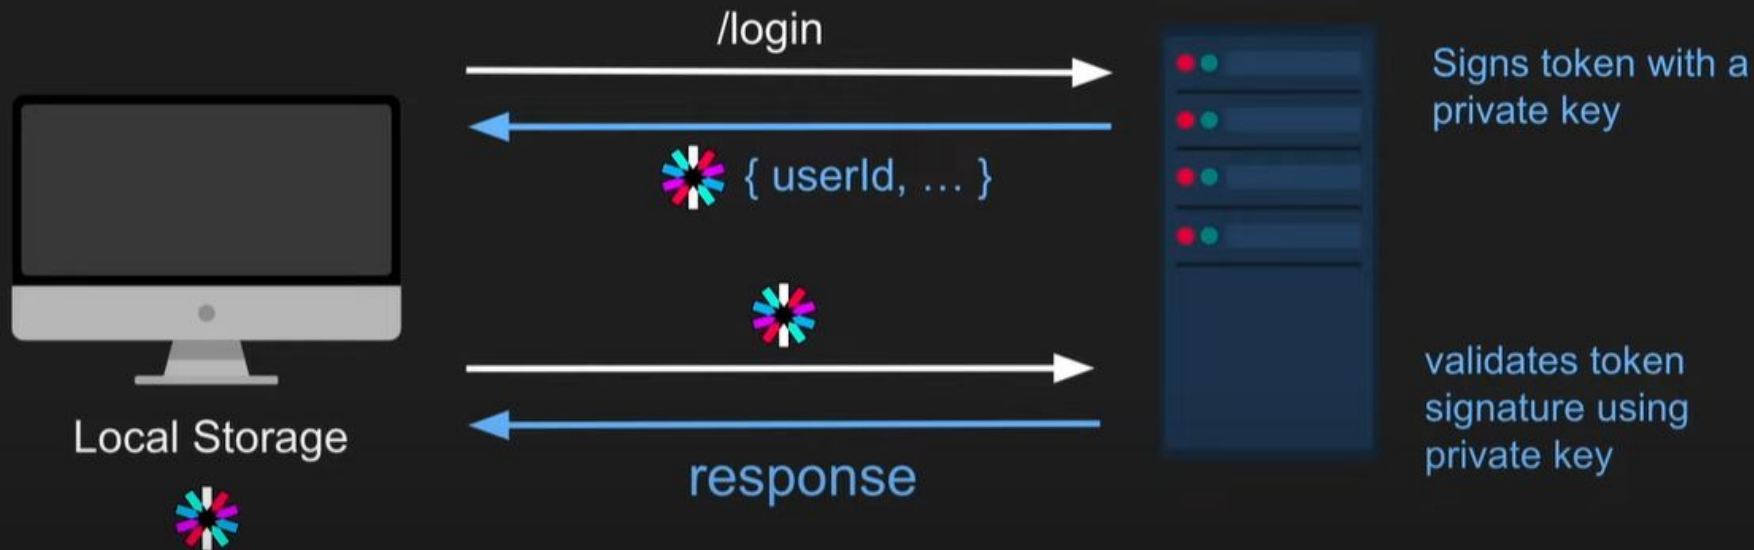 /login
Signs token with a
private key
{ userId, ... }
validates token
signature using
private key
Local Storage
response